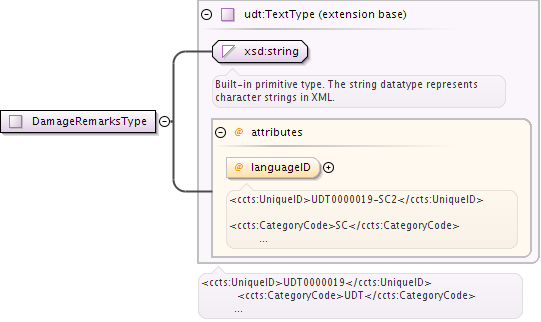 udt:TextType (extension base)
xsd:string
Built-in primitive type. The string datatype represents
character strings in XML.
DamageRemarksType
@ attributes
@ languageID
<ccts:UniqueID>UDT0000019-SC2</ccts:UniqueID>
<ccts:CategoryCode>SC</ccts:CategoryCode>
...
<ccts:UniqueID>UDT0000019</ccts:UniqueID>
<ccts:CategoryCode>UDT</ccts:CategoryCode>
...